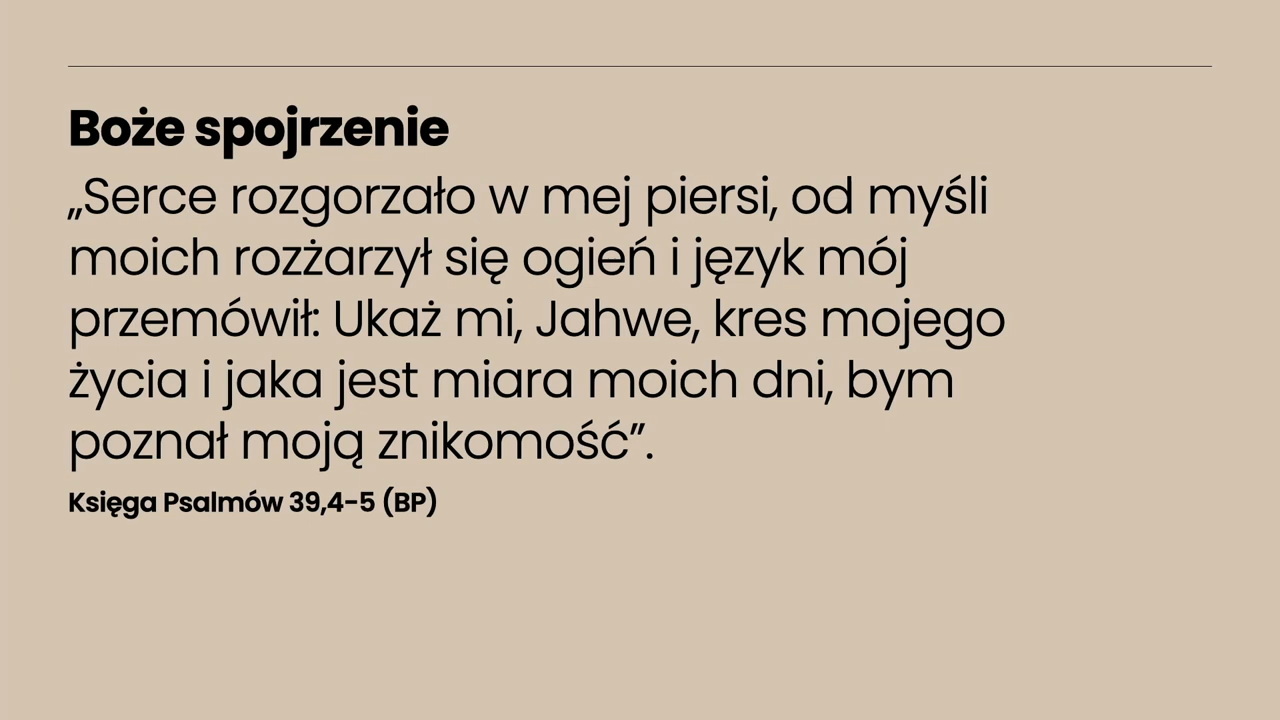 Boże spojrzenie
„Serce rozgorzało w mej piersi, od myśli
moich rozżarzył się ogień i język mój
przemówił: Ukaż mi, Jahwe, kres mojego
życia i jaka jest miara moich dni, bym
poznał moją znikomość”.
Księga Psalmów 39,4-5 (BP)